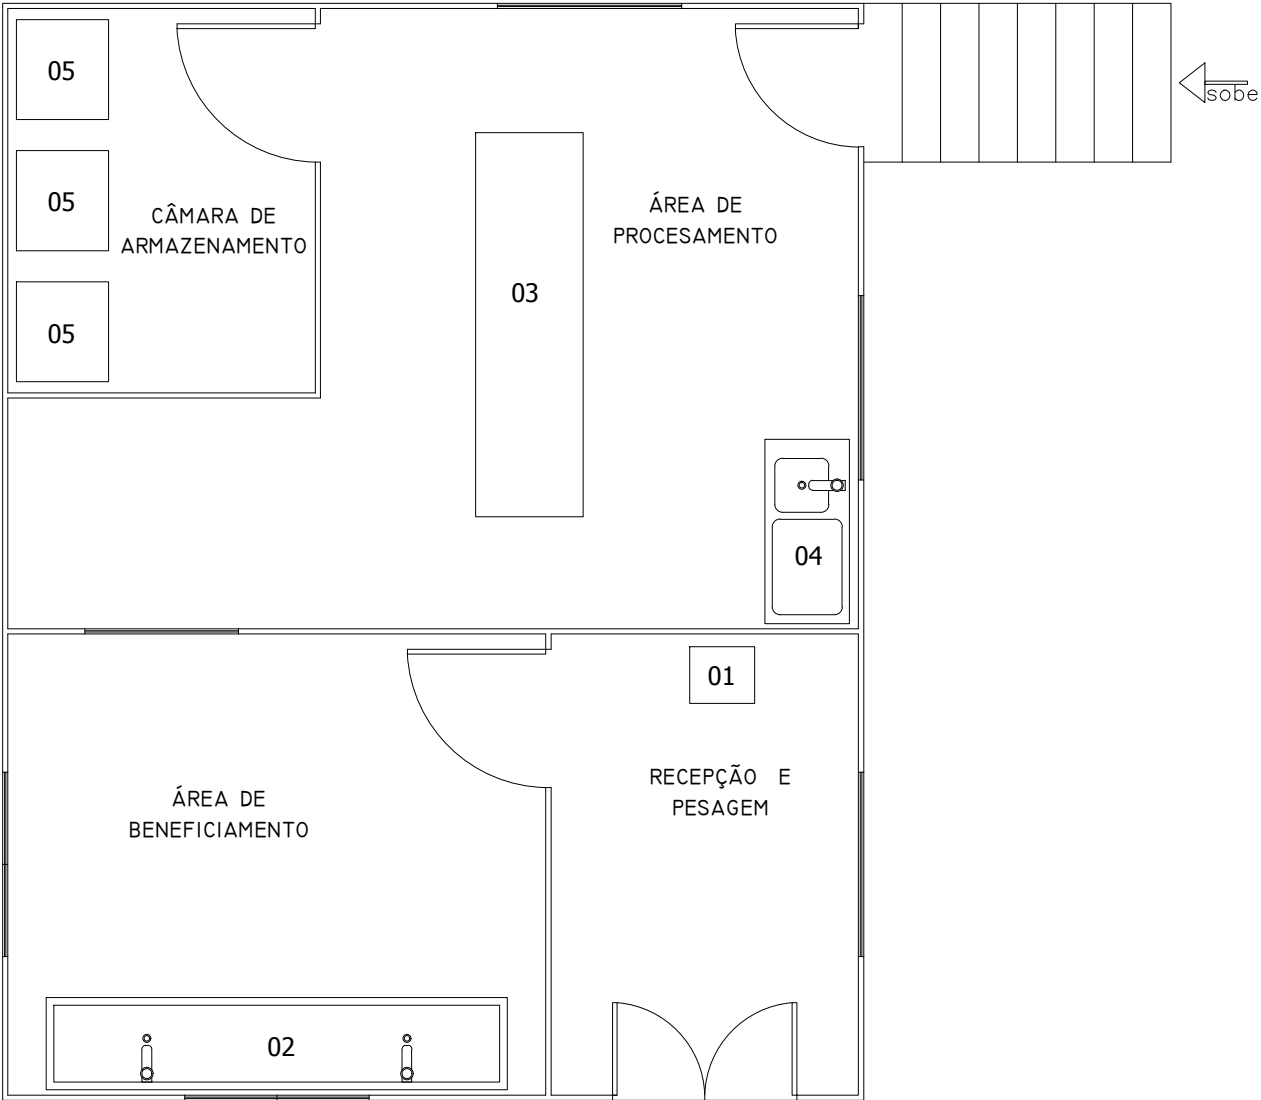 05
sobe
05
CÂMARA DE
ARMAZENAMENTO
ÁREA DE
PROCESAMENTO
03
05
04
01
RECEPÇÃO E
PESAGEM
ÁREA DE
BENEFICIAMENTO
02